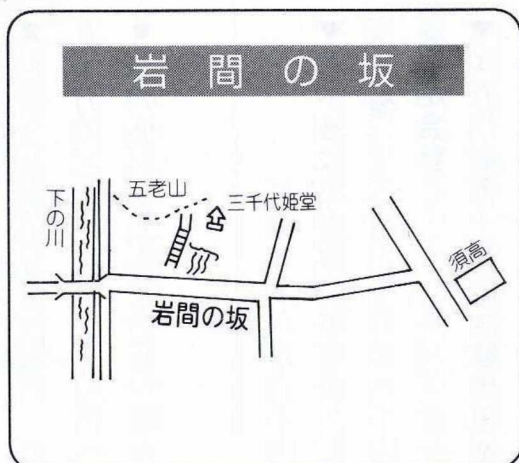 岩間の坂
五老山
三千代姫堂
下の川
須高
岩間の坂